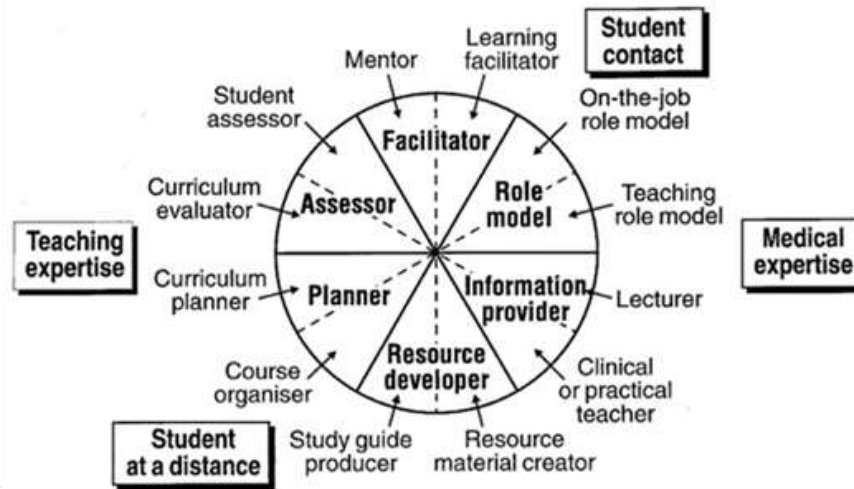 Student
contact
Mentor
Learning
facilitator
Student
assessor
On-the-job
role model
Facilitator
Curriculum
evaluator
Assessor
Role
model
Teaching
role model
Teaching
expertise
Medical
expertise
Curriculum
planner
Planner
Information
provider
Lecturer
Resource
developer
Course
organiser
Clinical
or practical
teacher
Student
at a distance
Study guide
producer
Resource
material creator